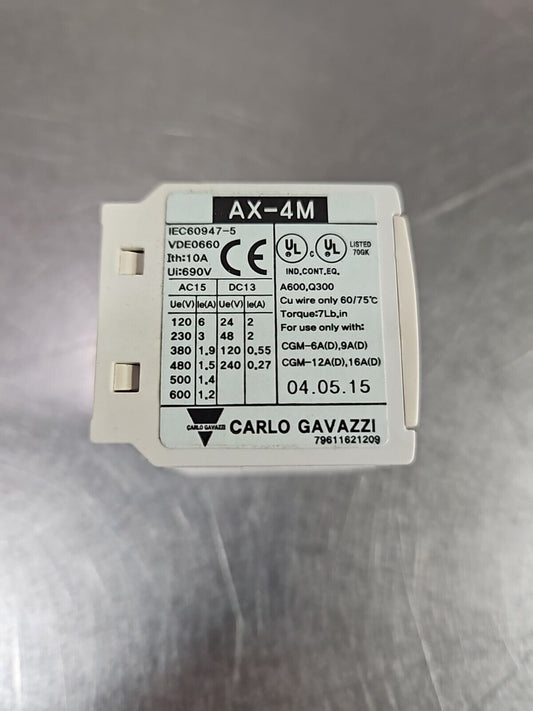 AX-4M
IEC60947-5
VDE0660
Ith:10A
Ui:690V
CE
AC15 DC13
Ue(V) Ie(A) Ue(V) Ie(A)
120 6 24 2
230 3 48 2
380 1.9 120 0.55
480 1.5 240 0.27
500 1.4
600 1.2
UL c UL LISTED
70GK
IND.CONT.EQ.
A600,Q300
Cu wire only 60/75℃
Torque:7Lb.in
For use only with:
CGM-6A(D),9A(D)
CGM-12A(D),16A(D)
04.05.15
CARLO GAVAZZI
CARLO GAVAZZI
79611621209